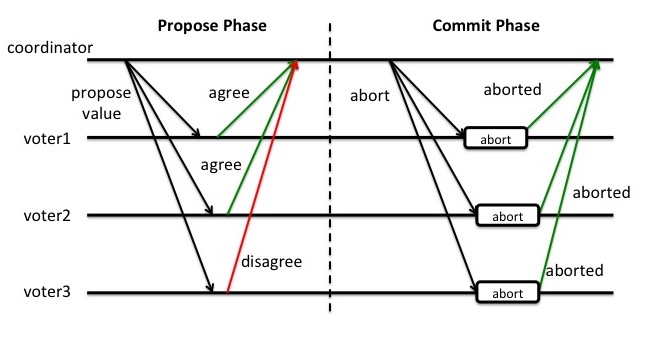 Propose Phase
Commit Phase
coordinator
propose
value
agree
abort
aborted
voter1
abort
agree
voter2
abort
aborted
disagree
aborted
voter3
abort